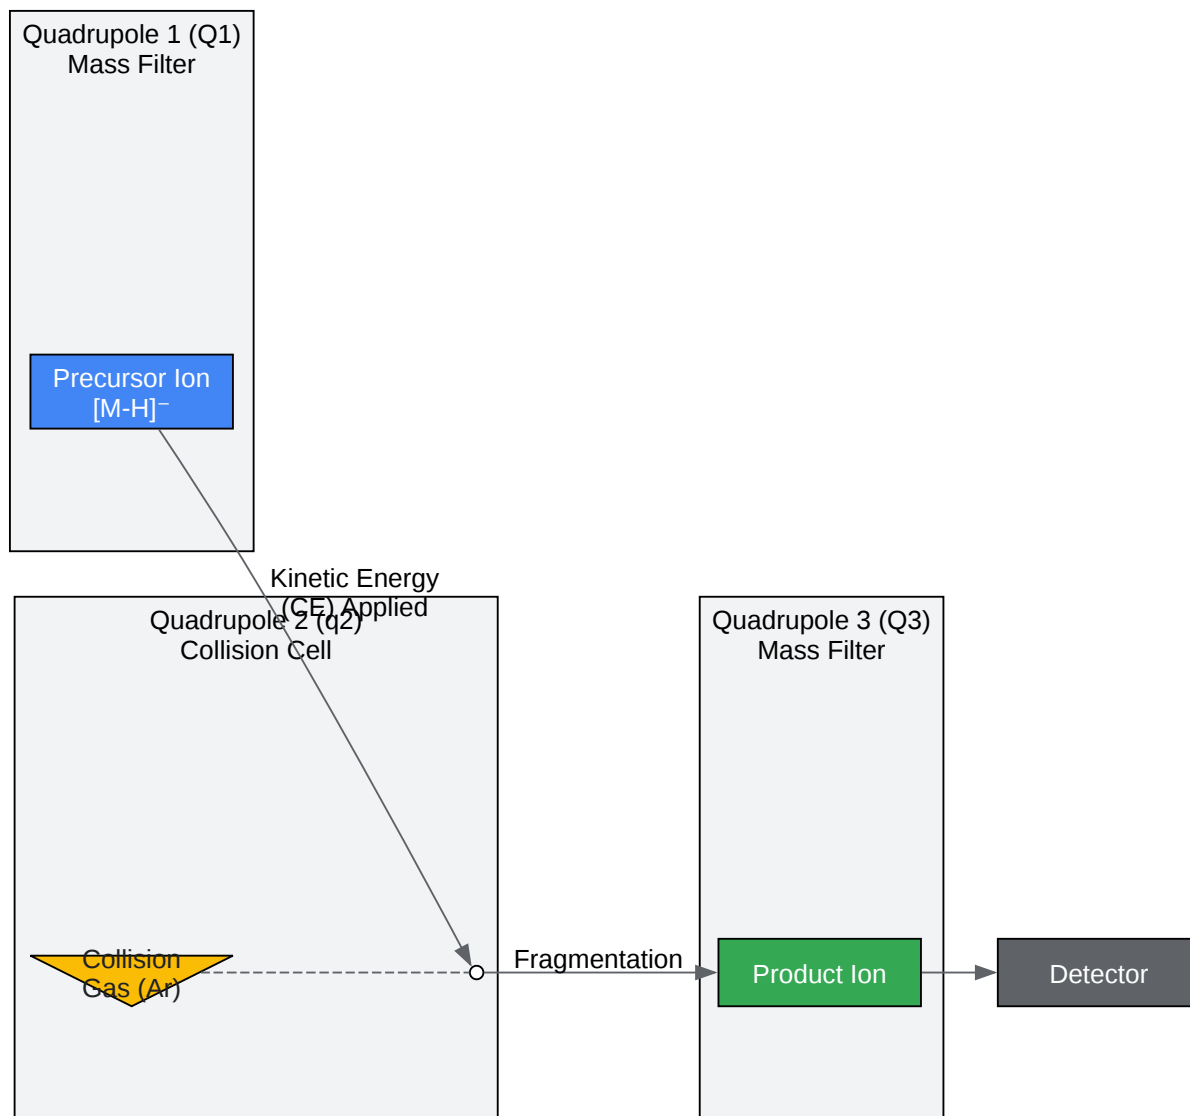 Quadrupole 1 (Q1)
Mass Filter
Precursor Ion
[M-H]⁻
Kinetic Energy
(CE) Applied
Quadrupole 2 (q2)
Collision Cell
Quadrupole 3 (Q3)
Mass Filter
Collision
Gas (Ar)
Fragmentation
Product Ion
Detector